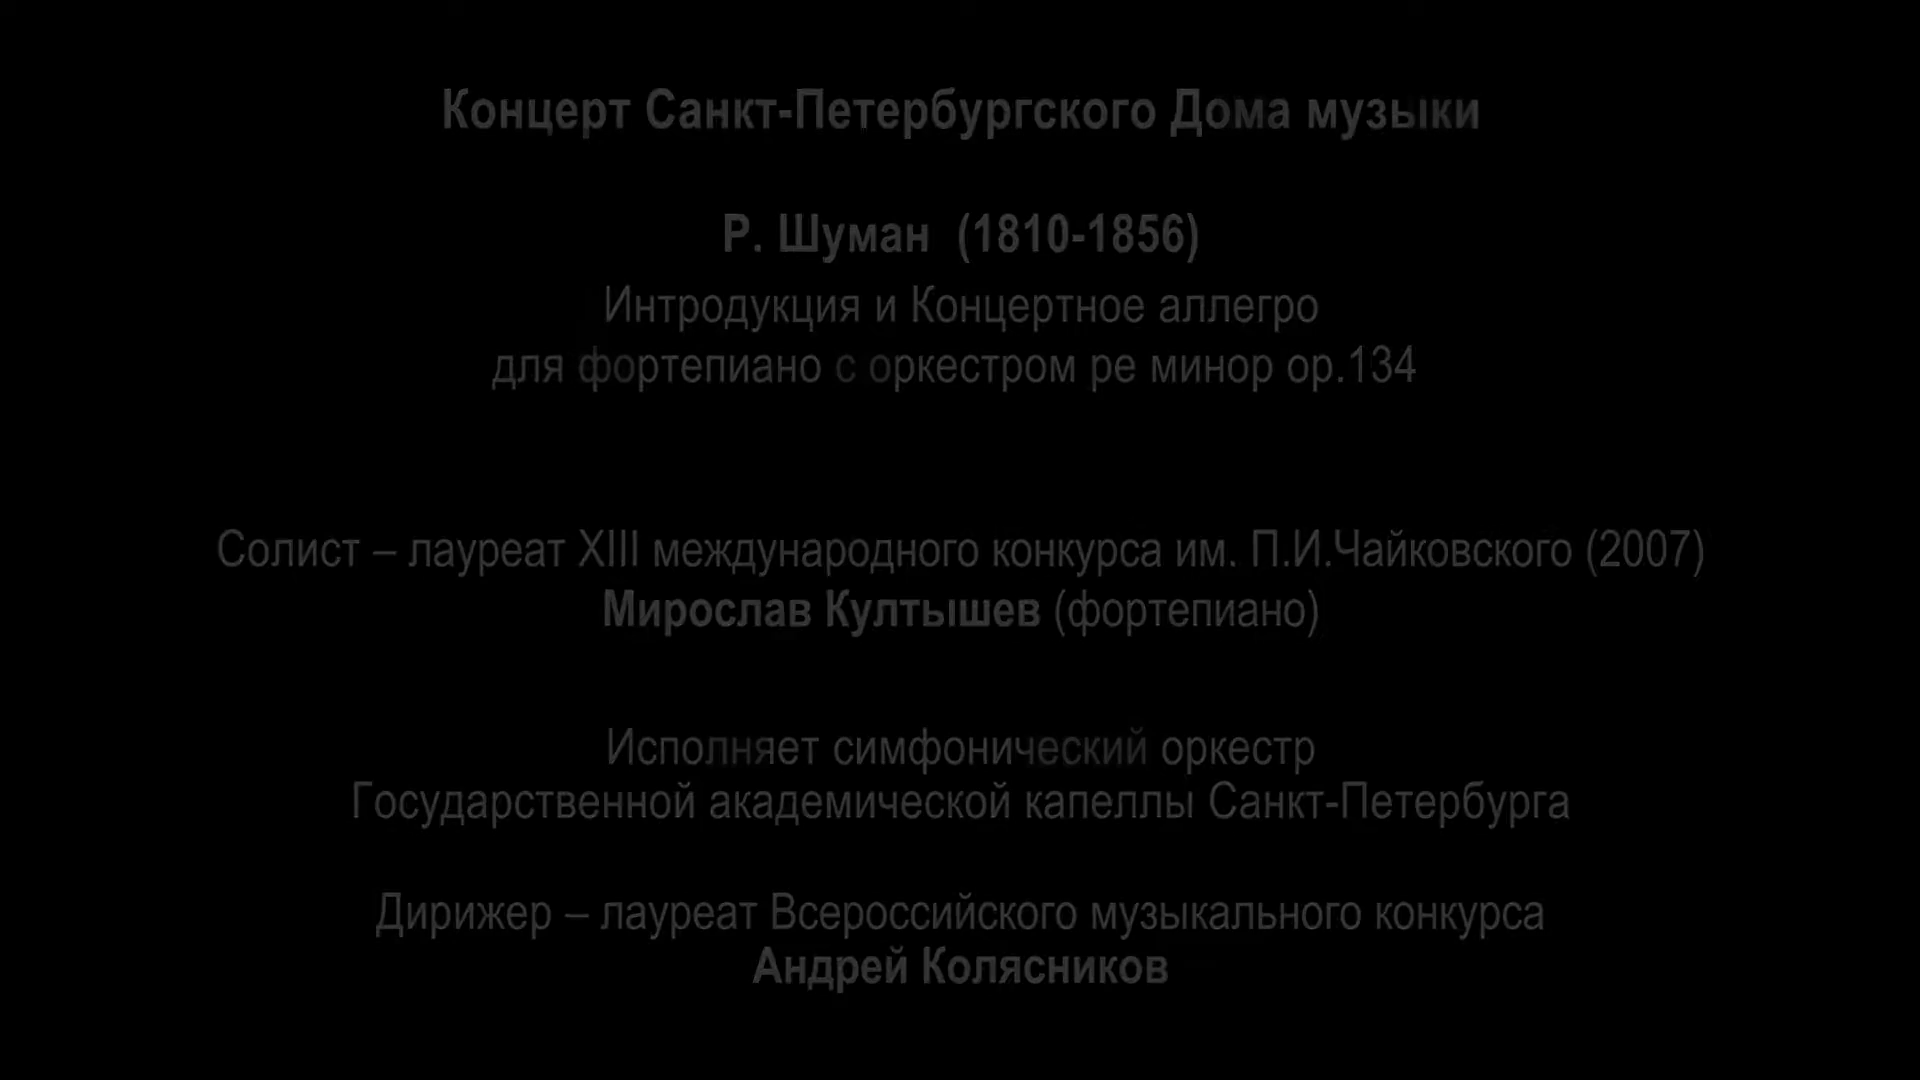 Концерт Санкт-Петербургского Дома музыки
Р. Шуман (1810-1856)
Интродукция и Концертное аллегро
для фортепиано с оркестром ре минор ор.134
Солист – лауреат XIII международного конкурса им. П.И.Чайковского (2007)
Мирослав Култышев (фортепиано)
Исполняет симфонический оркестр
Государственной академической капеллы Санкт-Петербурга
Дирижер – лауреат Всероссийского музыкального конкурса
Андрей Колясников